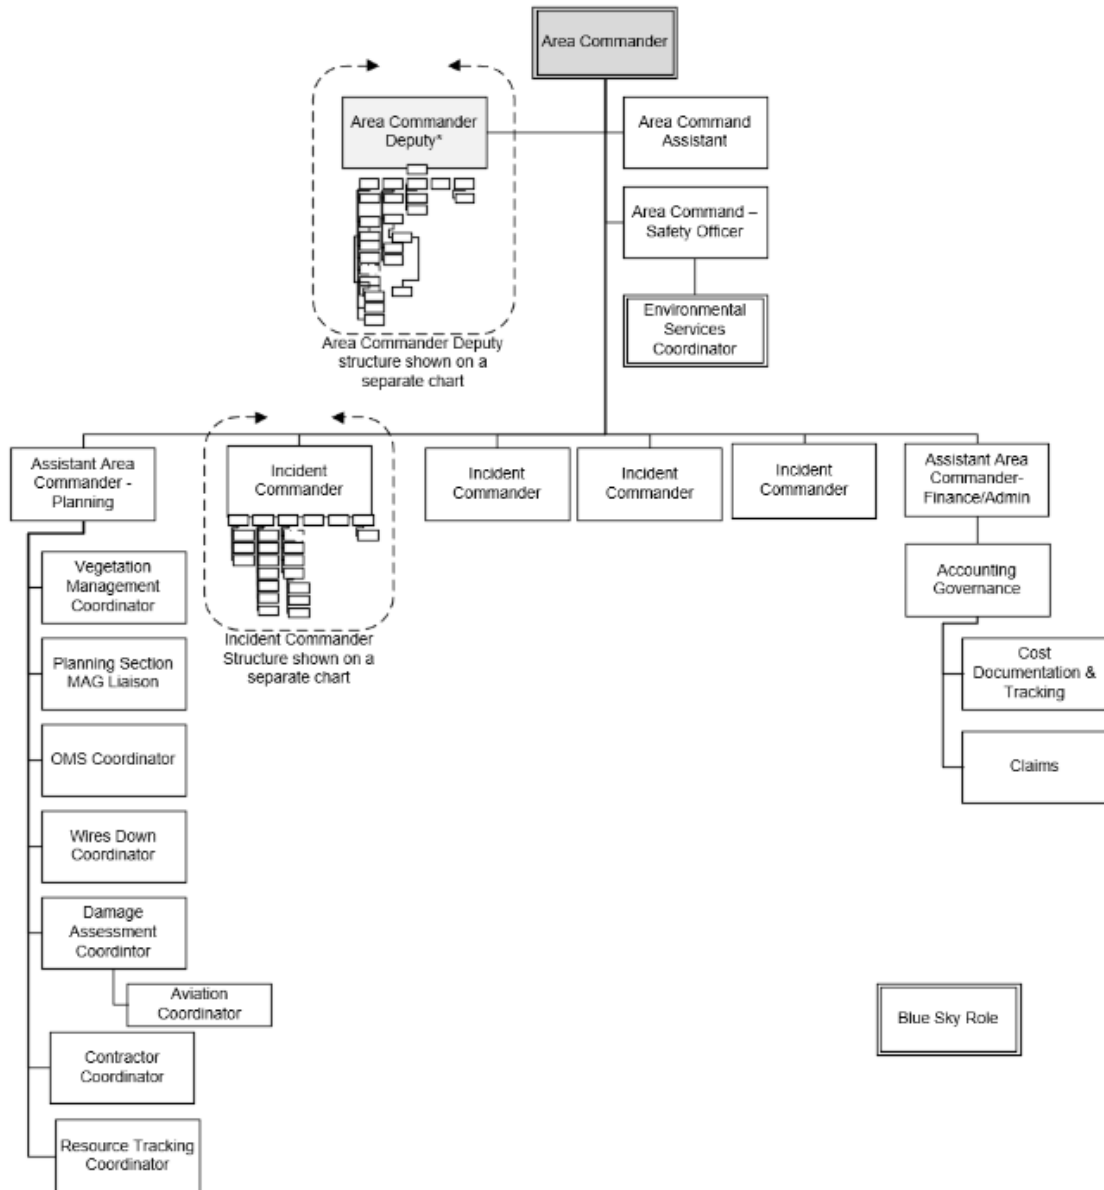 Area Commander
Area Commander
Deputy*
Area Command
Assistant
Area Command –
Safety Officer
Environmental
Services
Coordinator
Area Commander Deputy
structure shown on a
separate chart
Assistant Area
Commander -
Planning
Incident
Commander
Incident
Commander
Incident
Commander
Incident
Commander
Assistant Area
Commander-
Finance/Admin
Incident Commander
Structure shown on a
separate chart
Vegetation
Management
Coordinator
Planning Section
MAG Liaison
OMS Coordinator
Wires Down
Coordinator
Damage
Assessment
Coordintor
Aviation
Coordinator
Contractor
Coordinator
Resource Tracking
Coordinator
Accounting
Governance
Cost
Documentation &
Tracking
Claims
Blue Sky Role